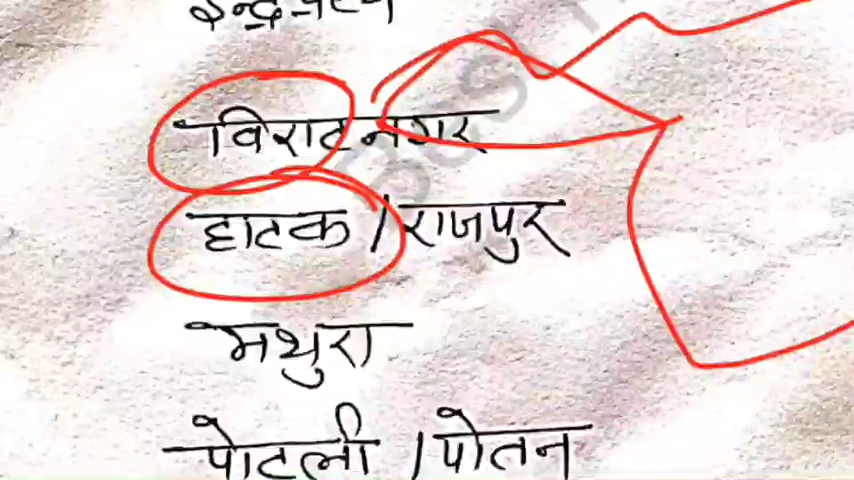 विराटनगर
हाटक / राजपुर
मथुरा
पोटली / पोतन